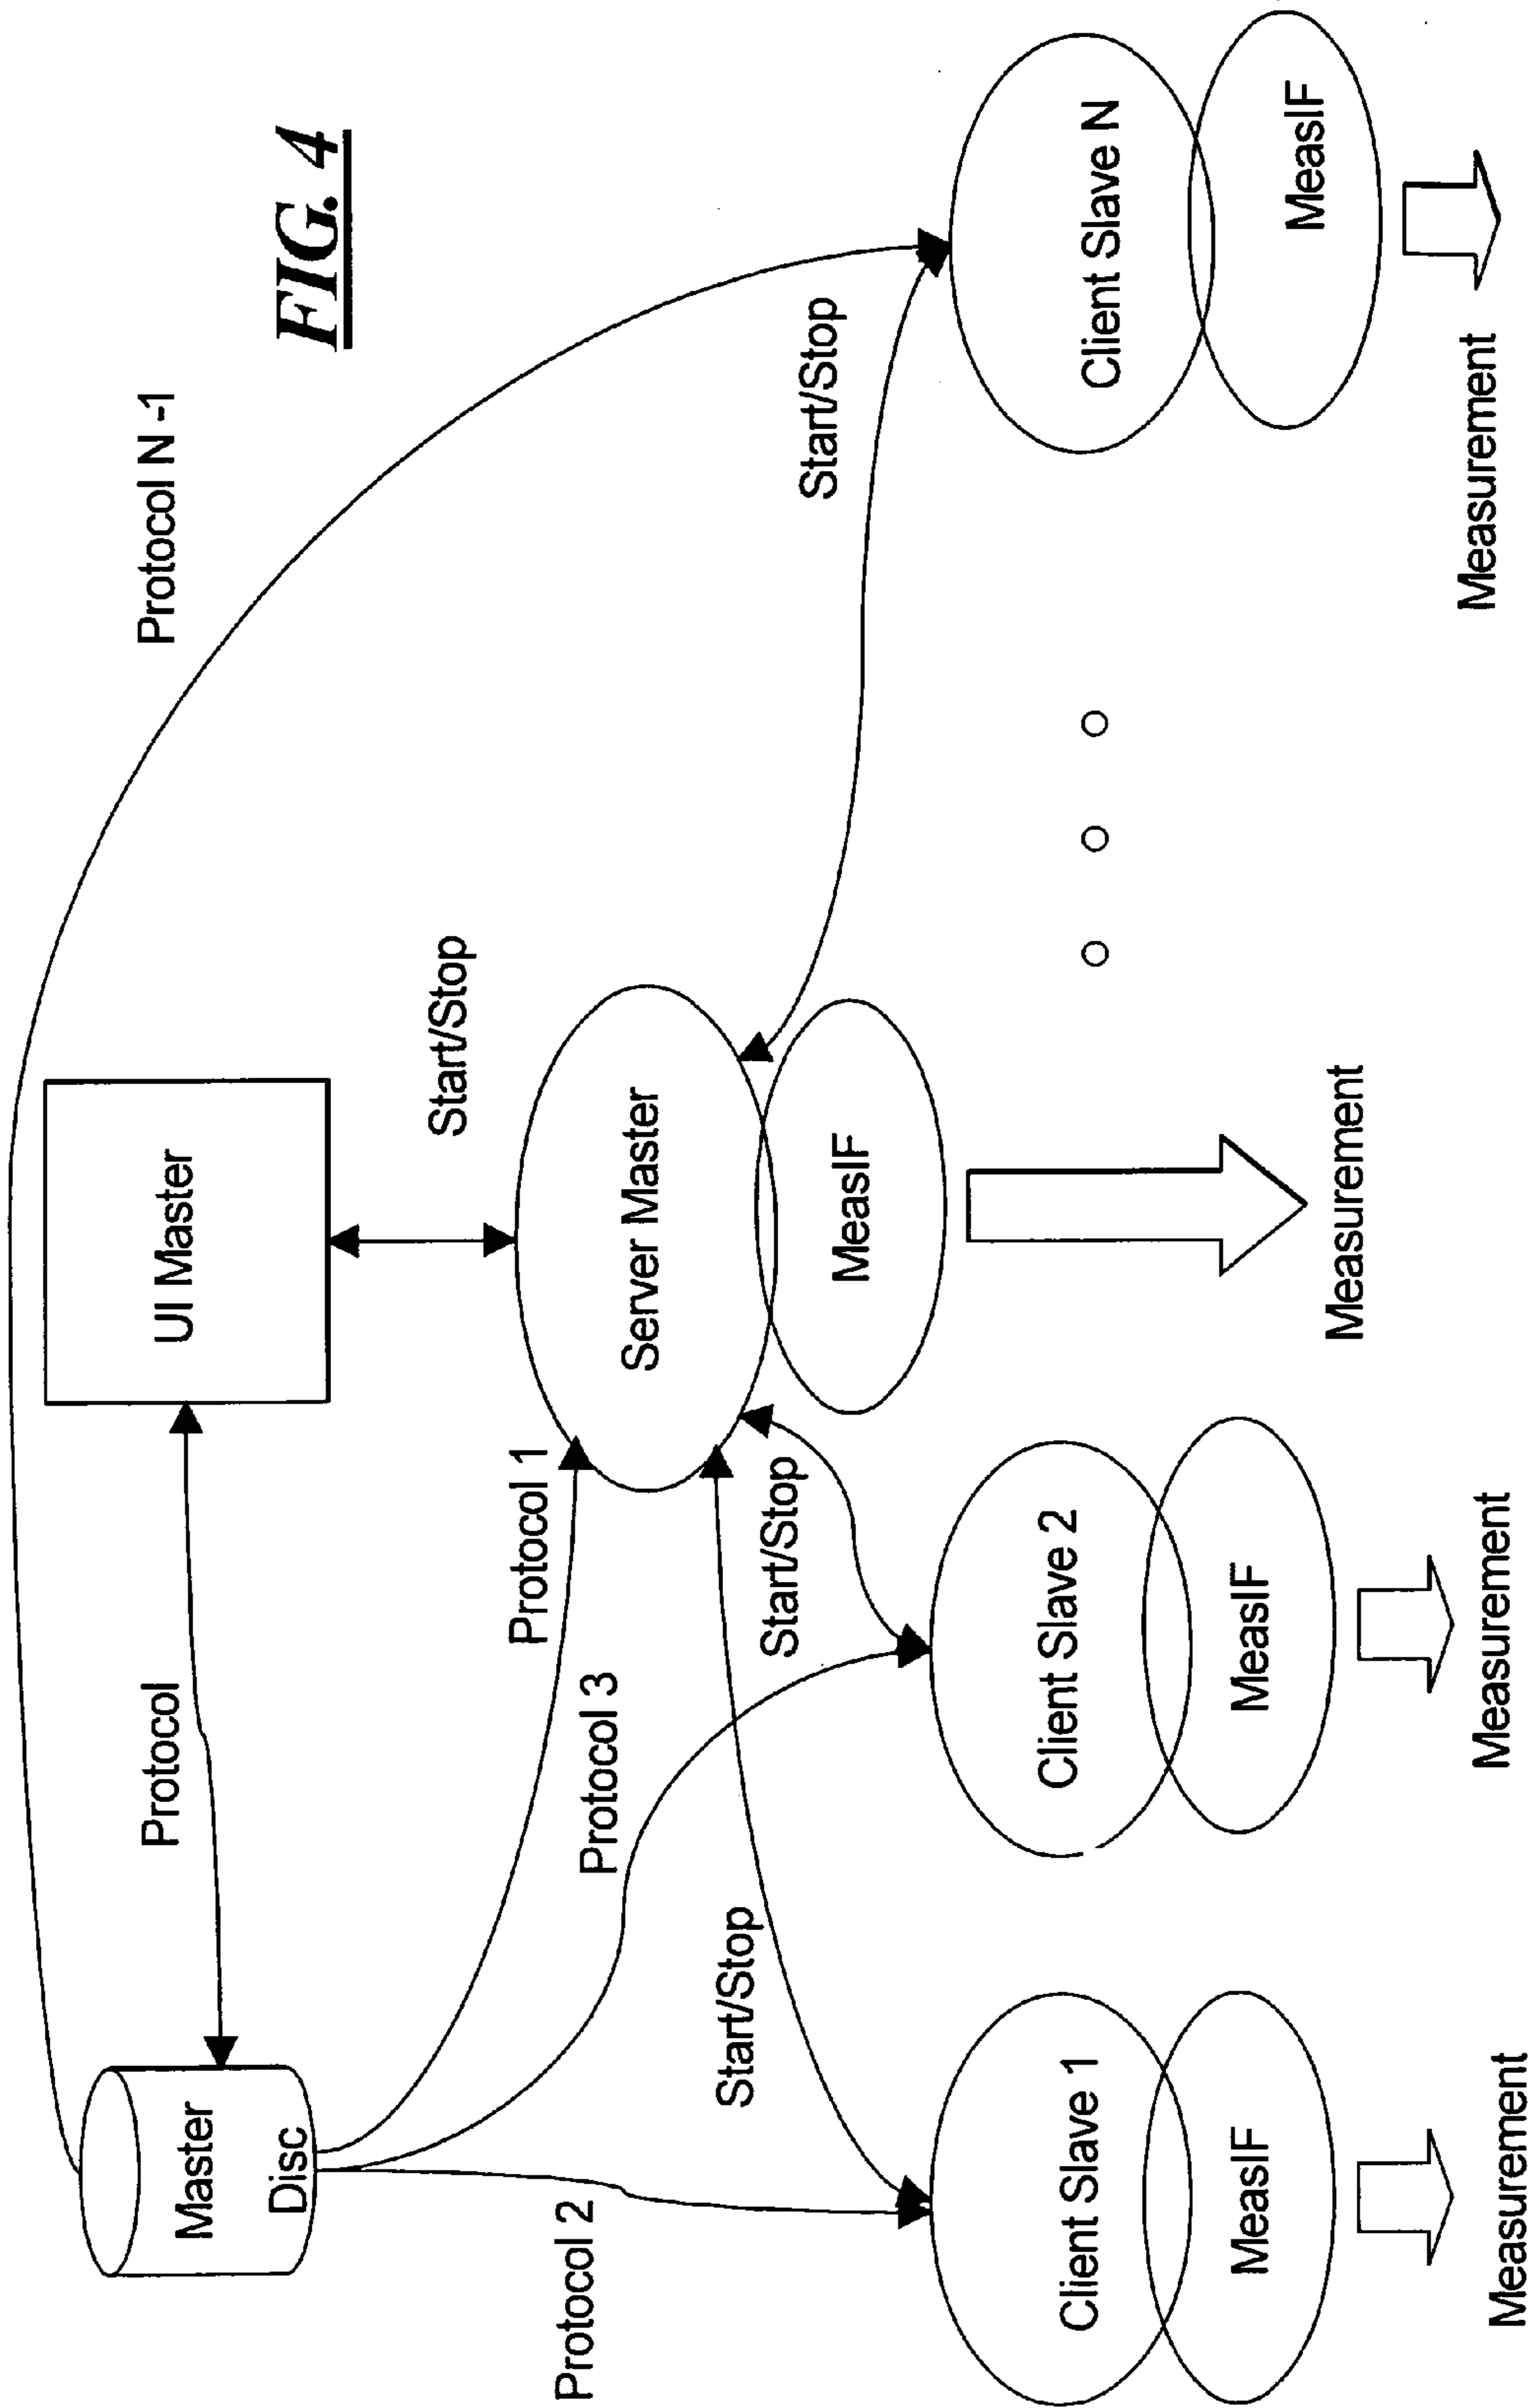 FIG. 4
Protocol N -1
Protocol
UI Master
Master
Disc
Start/Stop
Protocol 1
Protocol 3
Protocol 2
Server Master
MeasIF
Start/Stop
Start/Stop
Start/Stop
Client Slave 1
MeasIF
Client Slave 2
MeasIF
Client Slave N
MeasIF
Measurement
Measurement
Measurement
Measurement